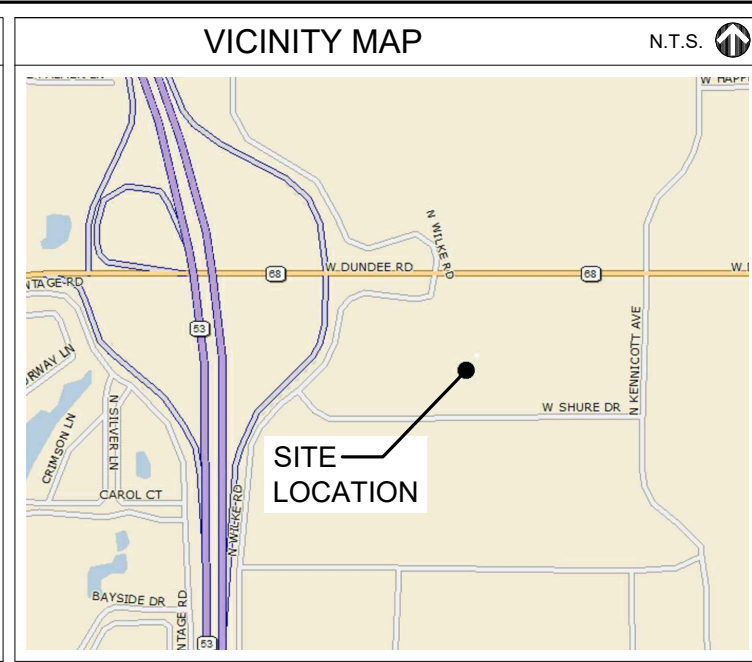 VICINITY MAP
N.T.S.
N WILKE RD
W DUNDEE RD
68
68
53
N KENNICOTT AVE
W SHURE DR
SITE
LOCATION
N SILVER LN
CRIMSON LN
CAROL CT
N WILKE RD
BAYSIDE DR
53